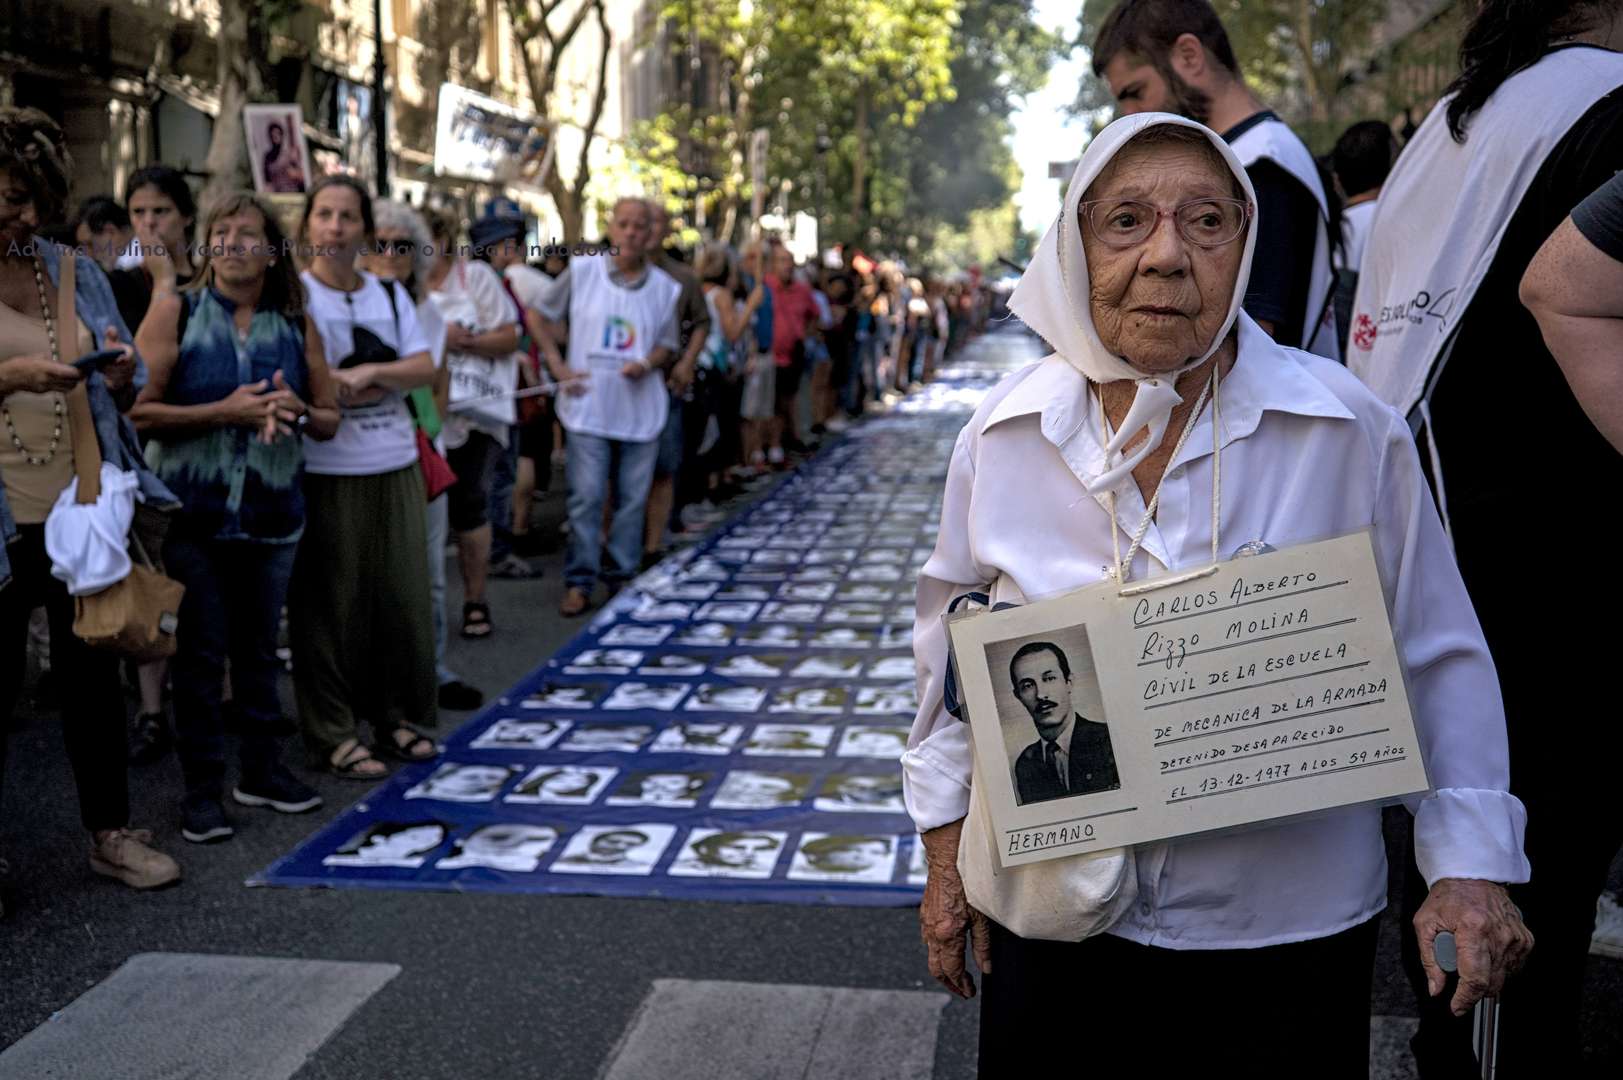 Adelina Molina, Madre de Plaza de Mayo Línea Fundadora
CARLOS ALBERTO
Rizzo MOLINA
CIVIL DE LA ESCUELA
DE MECANICA DE LA ARMADA
DETENIDO DESAPARECIDO
EL 13-12-1977 A LOS 59 AÑOS
HERMANO